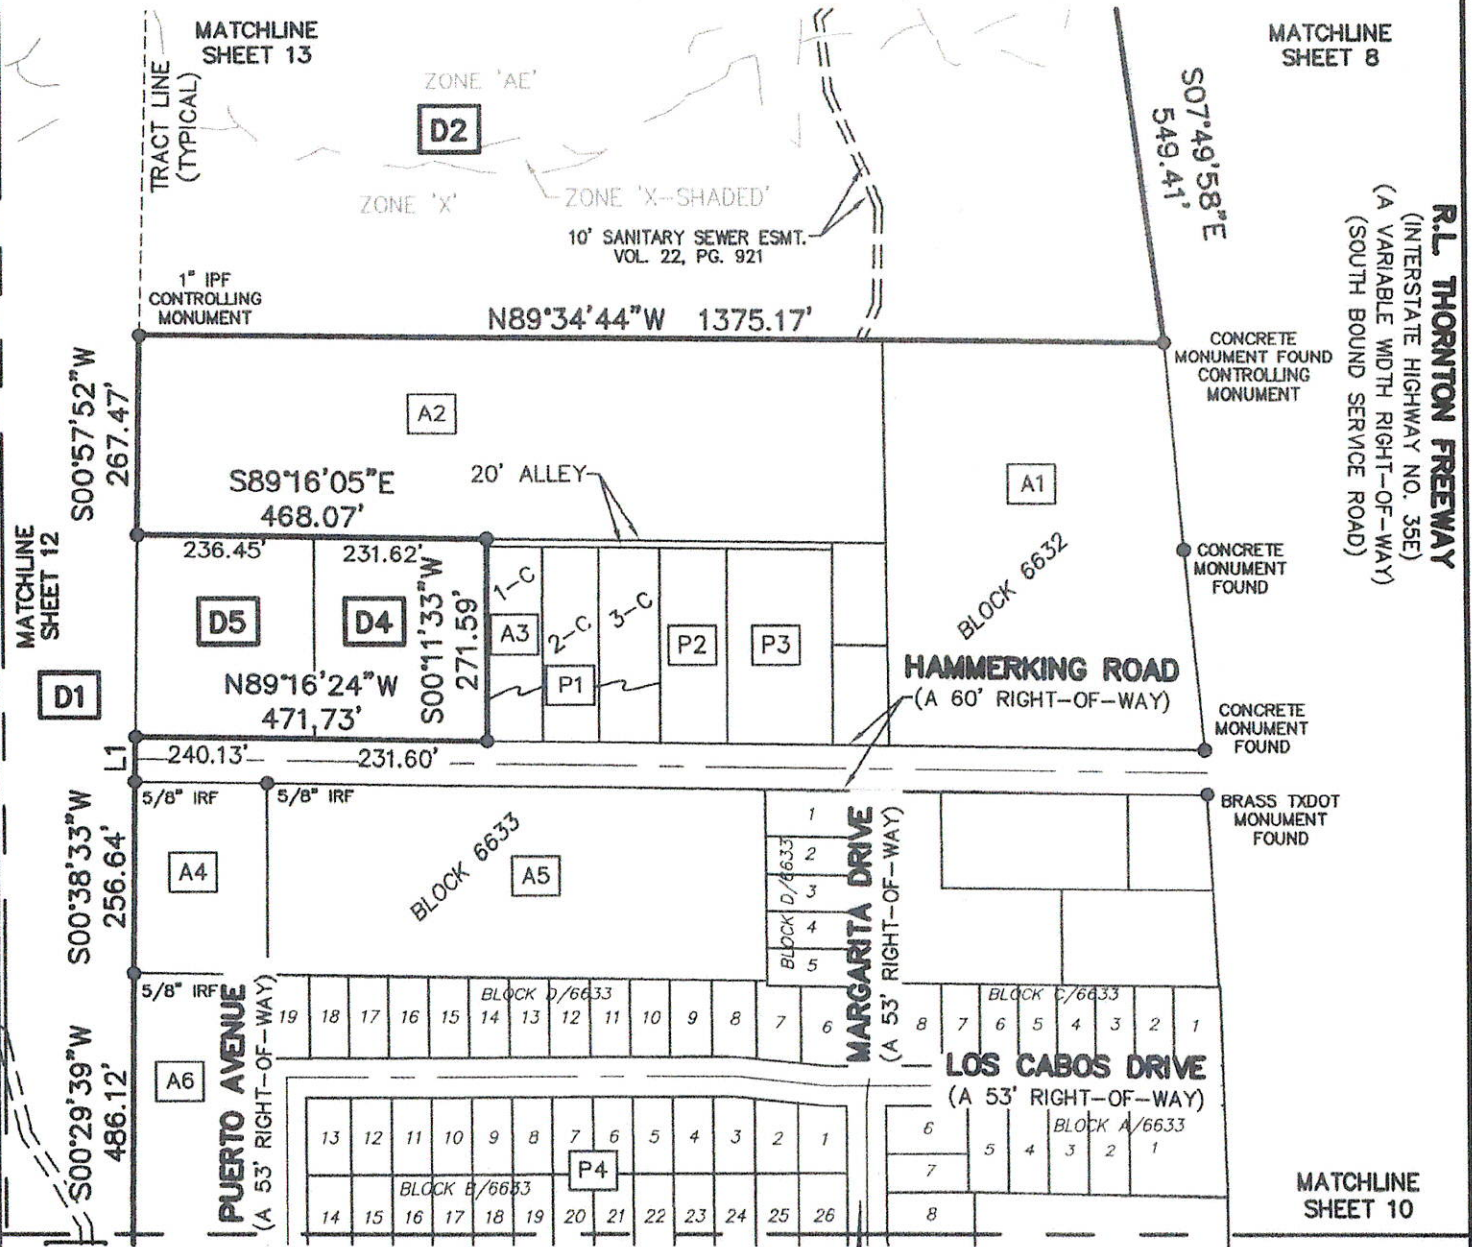 MATCHLINE
SHEET 13
MATCHLINE
SHEET 8
TRACT LINE
(TYPICAL)
ZONE 'AE'
D2
ZONE 'X'
ZONE 'X-SHADED'
10' SANITARY SEWER ESMT.
VOL. 22, PG. 921
S07°49'58"E
549.41'
R.L. THORNTON FREEWAY
(INTERSTATE HIGHWAY NO. 35E)
(A VARIABLE WIDTH RIGHT-OF-WAY)
(SOUTH BOUND SERVICE ROAD)
1" IPF
CONTROLLING
MONUMENT
N89°34'44"W 1375.17'
CONCRETE
MONUMENT FOUND
CONTROLLING
MONUMENT
S00°57'52"W
267.47'
A2
S89°16'05"E
468.07'
20' ALLEY
A1
BLOCK 6632
MATCHLINE
SHEET 12
236.45'
231.62'
D5
D4
S00°11'33"W
271.59'
1-C
2-C
3-C
A3
P1
P2
P3
CONCRETE
MONUMENT
FOUND
D1
N89°16'24"W
471.73'
HAMMERKING ROAD
(A 60' RIGHT-OF-WAY)
CONCRETE
MONUMENT
FOUND
L1
240.13'
231.60'
5/8" IRF
5/8" IRF
BRASS TXDOT
MONUMENT
FOUND
S00°38'33"W
256.64'
A4
BLOCK 6633
A5
BLOCK D/6633
1
2
3
4
5
MARGARITA DRIVE
(A 53' RIGHT-OF-WAY)
5/8" IRF
PUERTO AVENUE
(A 53' RIGHT-OF-WAY)
BLOCK D/6633
19 18 17 16 15 14 13 12 11 10 9 8 7 6
BLOCK C/6633
8 7 6 5 4 3 2 1
S00°29'39"W
486.12'
A6
LOS CABOS DRIVE
(A 53' RIGHT-OF-WAY)
13 12 11 10 9 8 7 6 5 4 3 2 1
P4
BLOCK B/6633
14 15 16 17 18 19 20 21 22 23 24 25 26
BLOCK A/6633
6
7
8
5 4 3 2 1
MATCHLINE
SHEET 10